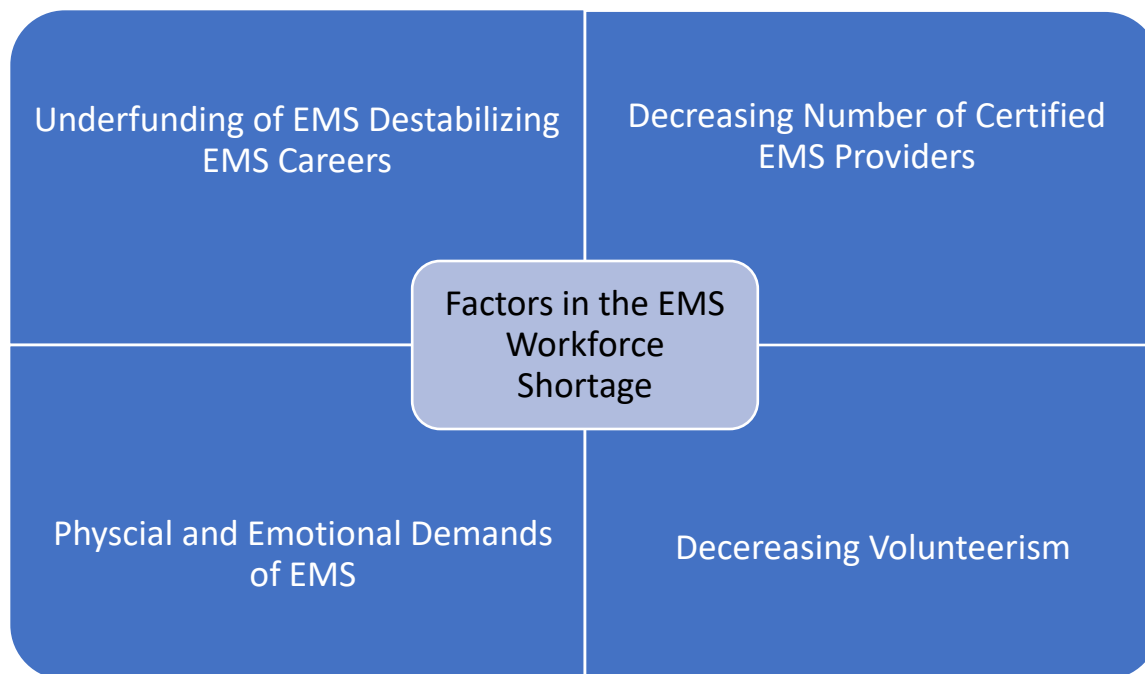 Underfunding of EMS Destabilizing
EMS Careers
Decreasing Number of Certified
EMS Providers
Factors in the EMS
Workforce
Shortage
Physcial and Emotional Demands
of EMS
Decereasing Volunteerism